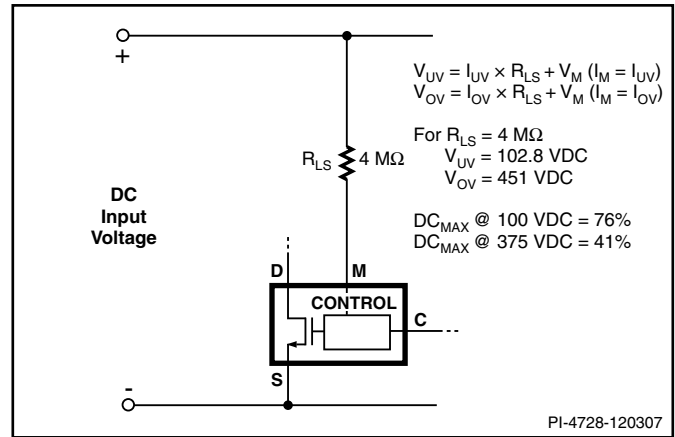 +
V_UV = I_UV × R_LS + V_M (I_M = I_UV)
V_OV = I_OV × R_LS + V_M (I_M = I_OV)
For R_LS = 4 MΩ
V_UV = 102.8 VDC
V_OV = 451 VDC
DC_MAX @ 100 VDC = 76%
DC_MAX @ 375 VDC = 41%
R_LS 4 MΩ
DC
Input
Voltage
D M
CONTROL
C
S
-
PI-4728-120307